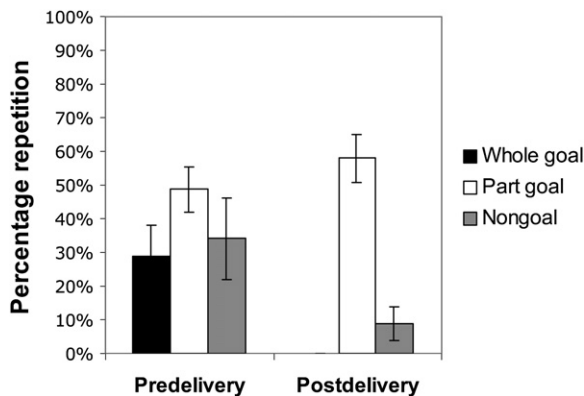 100%
90%
80%
70%
60%
50%
40%
30%
20%
10%
0%
Percentage repetition
Predelivery Postdelivery
Whole goal
Part goal
Nongoal